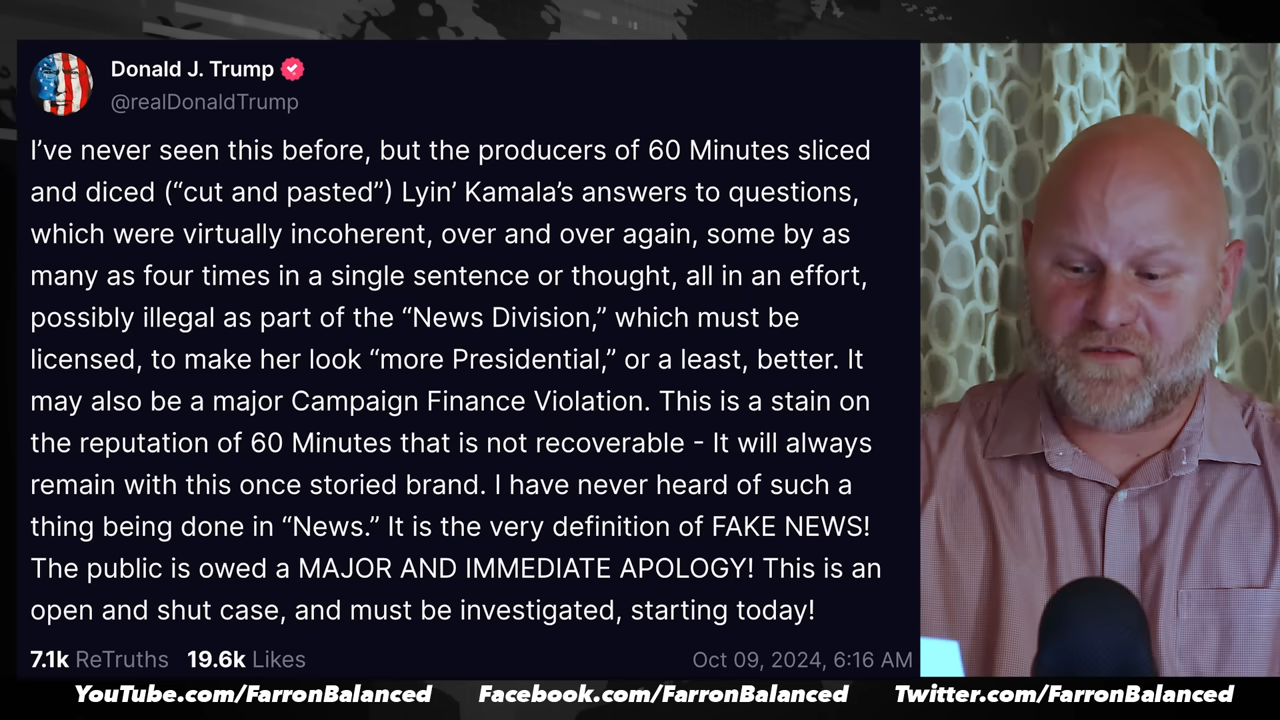 Donald J. Trump
@realDonaldTrump
I’ve never seen this before, but the producers of 60 Minutes sliced
and diced (“cut and pasted”) Lyin’ Kamala’s answers to questions,
which were virtually incoherent, over and over again, some by as
many as four times in a single sentence or thought, all in an effort,
possibly illegal as part of the “News Division,” which must be
licensed, to make her look “more Presidential,” or a least, better. It
may also be a major Campaign Finance Violation. This is a stain on
the reputation of 60 Minutes that is not recoverable - It will always
remain with this once storied brand. I have never heard of such a
thing being done in “News.” It is the very definition of FAKE NEWS!
The public is owed a MAJOR AND IMMEDIATE APOLOGY! This is an
open and shut case, and must be investigated, starting today!
7.1k ReTruths 19.6k Likes Oct 09, 2024, 6:16 AM
YouTube.com/FarronBalanced Facebook.com/FarronBalanced Twitter.com/FarronBalanced